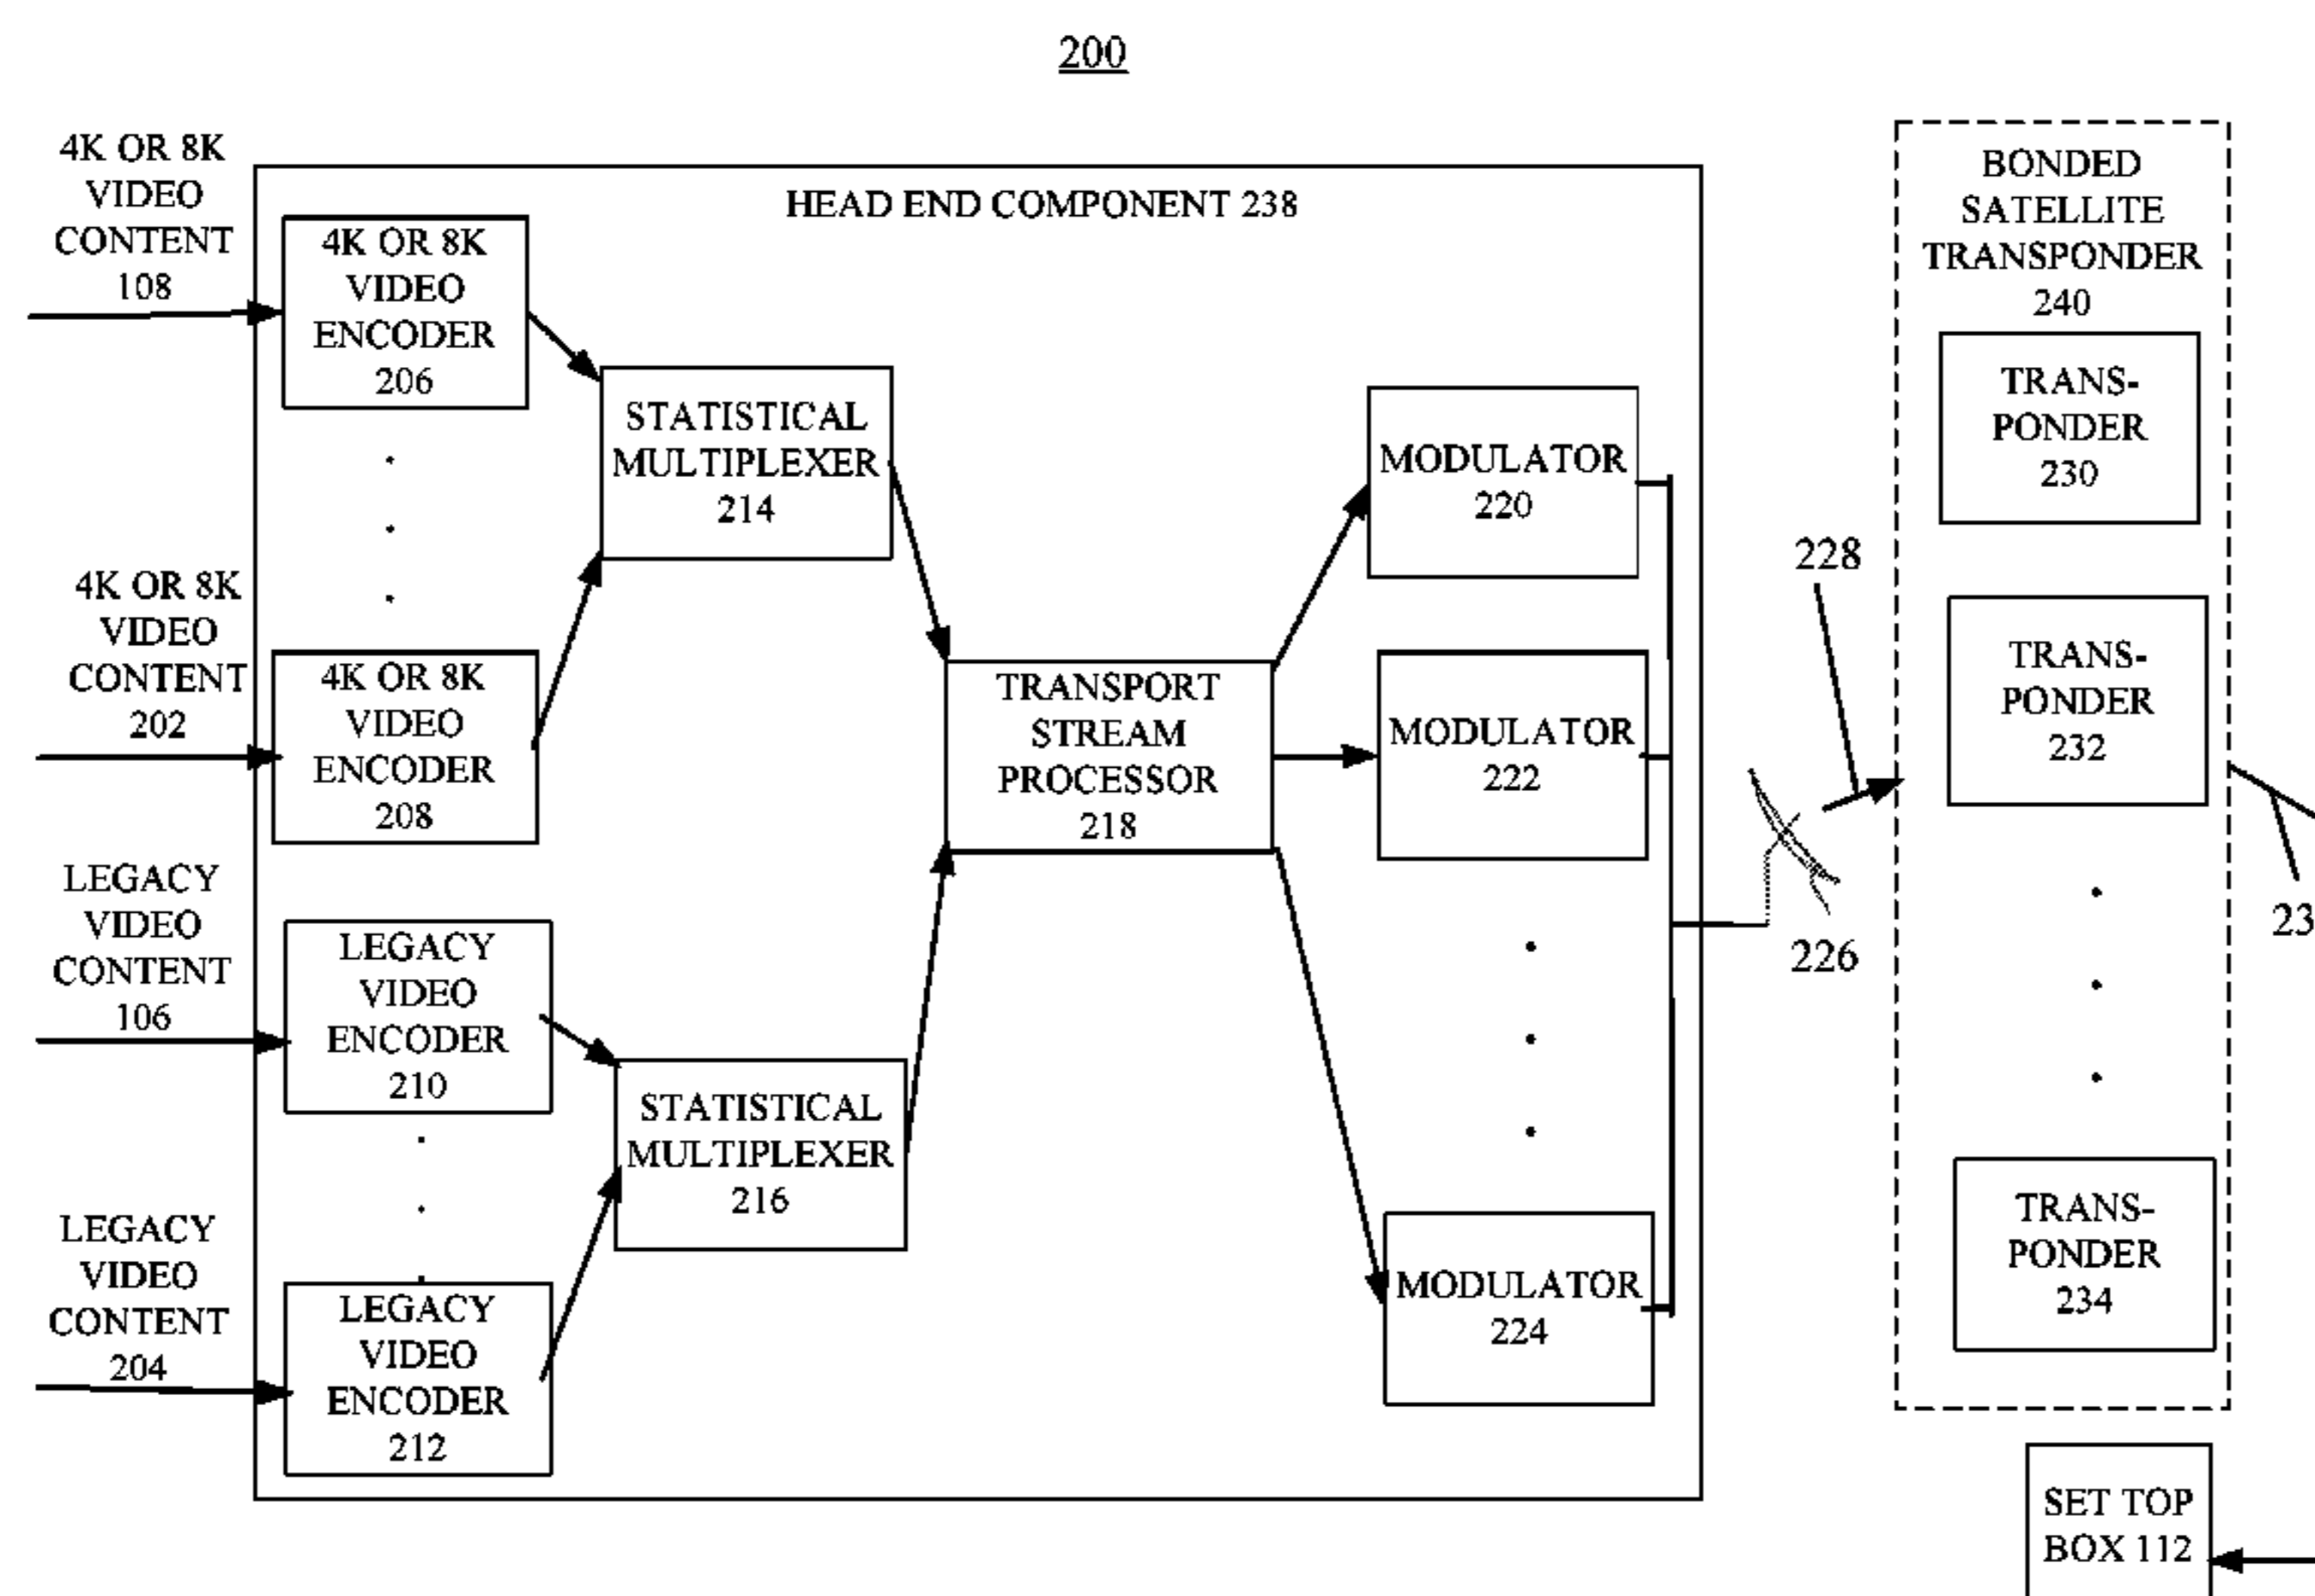 200
4K OR 8K
VIDEO
CONTENT
108
HEAD END COMPONENT 238
4K OR 8K
VIDEO
ENCODER
206
STATISTICAL
MULTIPLEXER
214
4K OR 8K
VIDEO
CONTENT
202
4K OR 8K
VIDEO
ENCODER
208
LEGACY
VIDEO
CONTENT
106
LEGACY
VIDEO
ENCODER
210
STATISTICAL
MULTIPLEXER
216
LEGACY
VIDEO
CONTENT
204
LEGACY
VIDEO
ENCODER
212
TRANSPORT
STREAM
PROCESSOR
218
MODULATOR
220
MODULATOR
222
MODULATOR
224
226
228
BONDED
SATELLITE
TRANSPONDER
240
TRANS-
PONDER
230
TRANS-
PONDER
232
TRANS-
PONDER
234
23
SET TOP
BOX 112